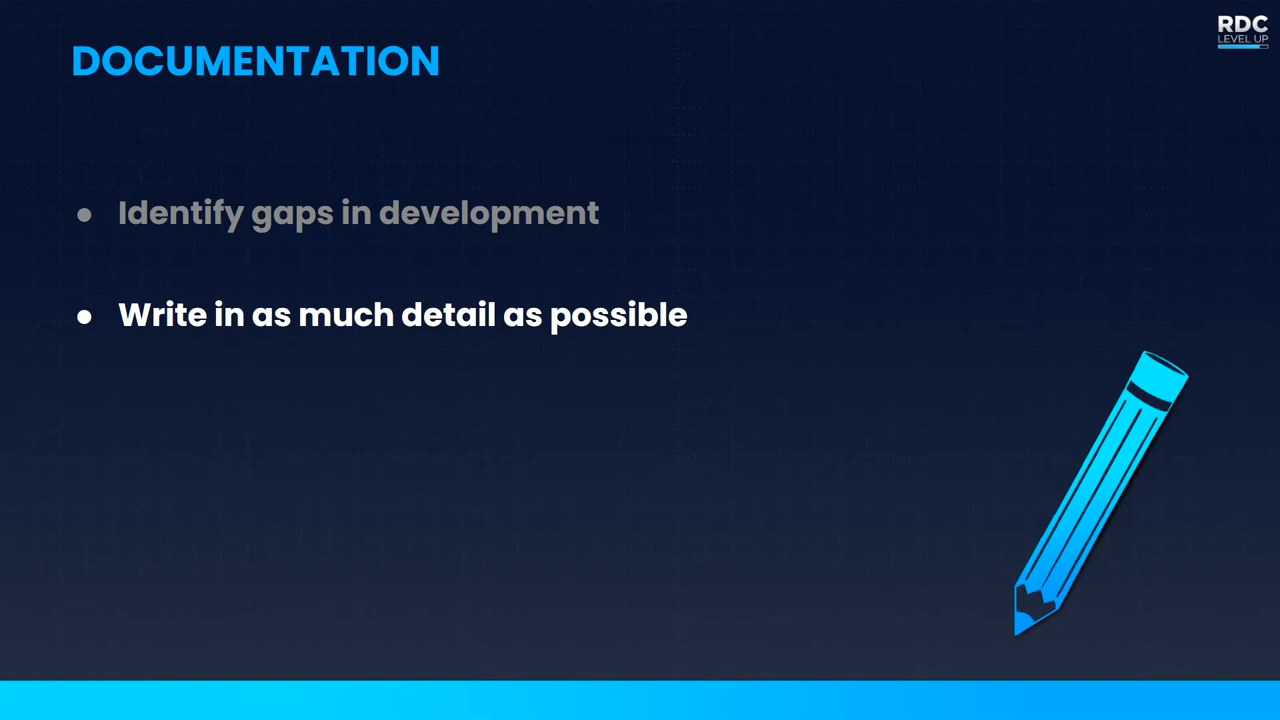 RDC
LEVEL UP
DOCUMENTATION
● Identify gaps in development
● Write in as much detail as possible